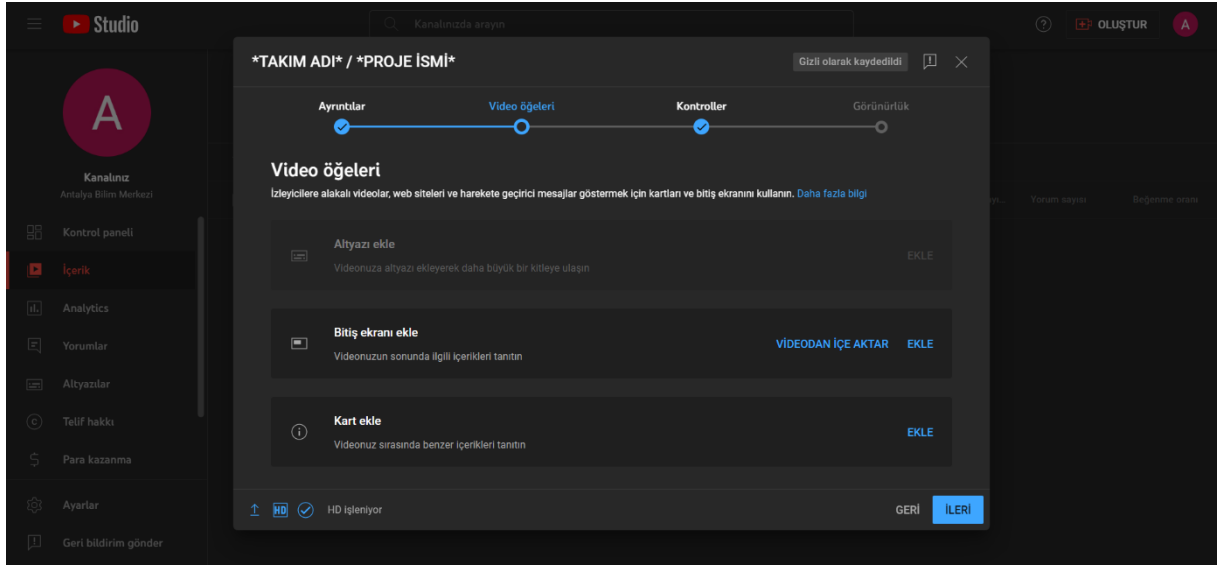 Studio
Kanalınızda arayın
OLUŞTUR
A
*TAKIM ADI* / *PROJE İSMİ*
Gizli olarak kaydedildi
Ayrıntılar
Video öğeleri
Kontroller
Görünürlük
A
Kanalınız
Antalya Bilim Merkezi
Kontrol paneli
İçerik
Analytics
Yorumlar
Altyazılar
Telif hakkı
Para kazanma
Ayarlar
Geri bildirim gönder
Video öğeleri
İzleyicilere alakalı videolar, web siteleri ve harekete geçirici mesajlar göstermek için kartları ve bitiş ekranını kullanın. Daha fazla bilgi
Altyazı ekle
Videonuza altyazı ekleyerek daha büyük bir kitleye ulaşın
EKLE
Bitiş ekranı ekle
Videonuzun sonunda ilgili içerikleri tanıtın
VİDEODAN İÇE AKTAR EKLE
Kart ekle
Videonuz sırasında benzer içerikleri tanıtın
EKLE
HD HD işleniyor
GERİ İLERİ
Yorum sayısı
Beğenme oranı